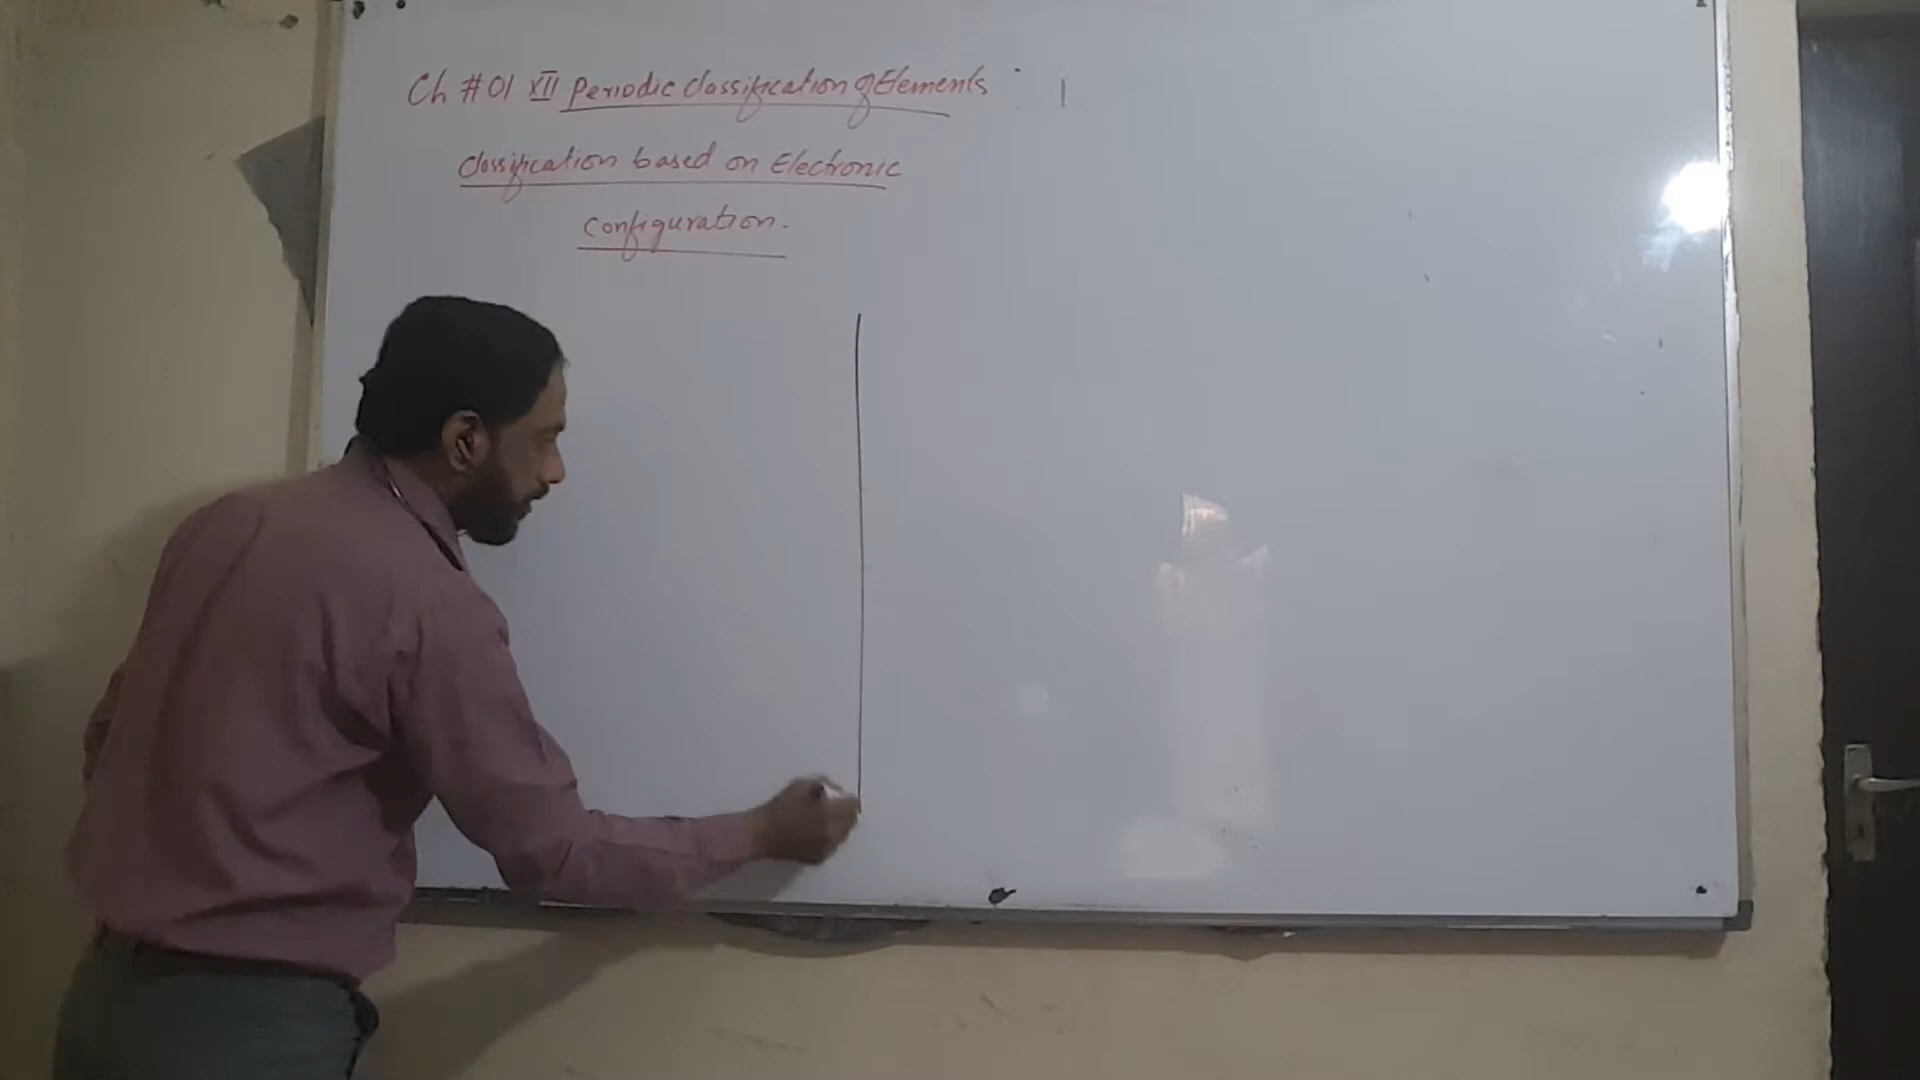 Ch # 01 XII Periodic classification of Elements :
classification based on Electronic
configuration.